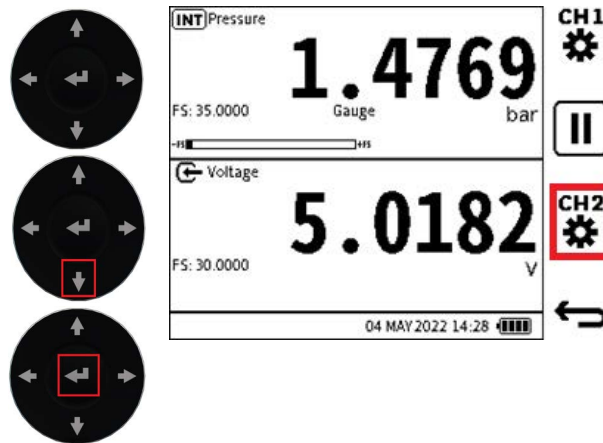 INT Pressure
CH1
1.4769
FS: 35.0000 Gauge bar
-FS +FS
Voltage
CH2
5.0182
FS: 30.0000 V
04 MAY 2022 14:28